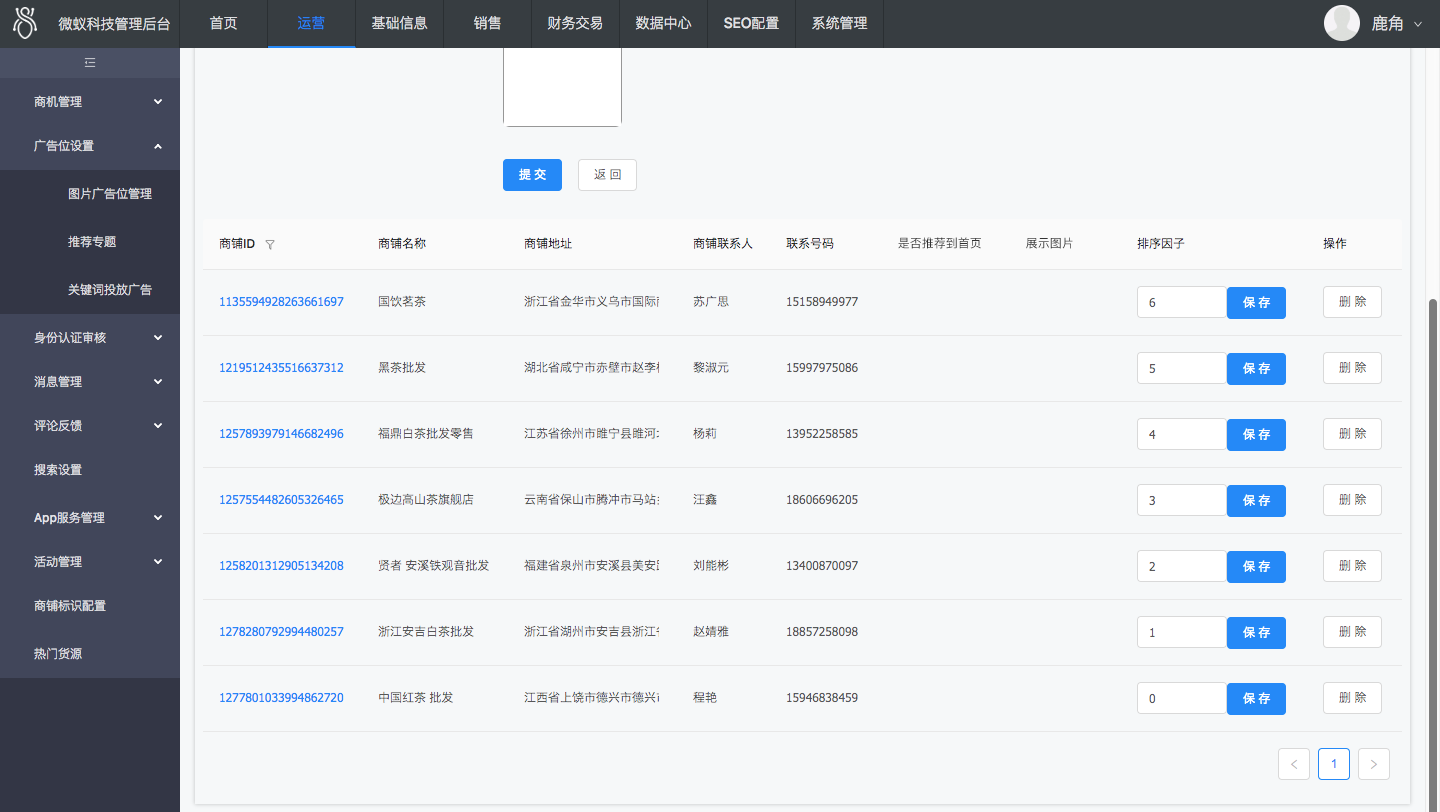 微蚁科技管理后台 首页 运营 基础信息 销售 财务交易 数据中心 SEO配置 系统管理 鹿角
商机管理
广告位设置
图片广告位管理
推荐专题
关键词投放广告
身份认证审核
消息管理
评论反馈
搜索设置
App服务管理
活动管理
商铺标识配置
热门货源
提 交 返 回
商铺ID 商铺名称 商铺地址 商铺联系人 联系号码 是否推荐到首页 展示图片 排序因子 操作
1135594928263661697 国饮茗茶 浙江省金华市义乌市国际 苏广思 15158949977 6 保 存 删 除
1219512435516637312 黑茶批发 湖北省咸宁市赤壁市赵李 黎淑元 15997975086 5 保 存 删 除
1257893979146682496 福鼎白茶批发零售 江苏省徐州市睢宁县睢河 杨莉 13952258585 4 保 存 删 除
1257554482605326465 极边高山茶旗舰店 云南省保山市腾冲市马站 汪鑫 18606696205 3 保 存 删 除
1258201312905134208 贤者 安溪铁观音批发 福建省泉州市安溪县美安 刘能彬 13400870097 2 保 存 删 除
1278280792994480257 浙江安吉白茶批发 浙江省湖州市安吉县浙江 赵婧雅 18857258098 1 保 存 删 除
1277801033994862720 中国红茶 批发 江西省上饶市德兴市德兴 程艳 15946838459 0 保 存 删 除
1